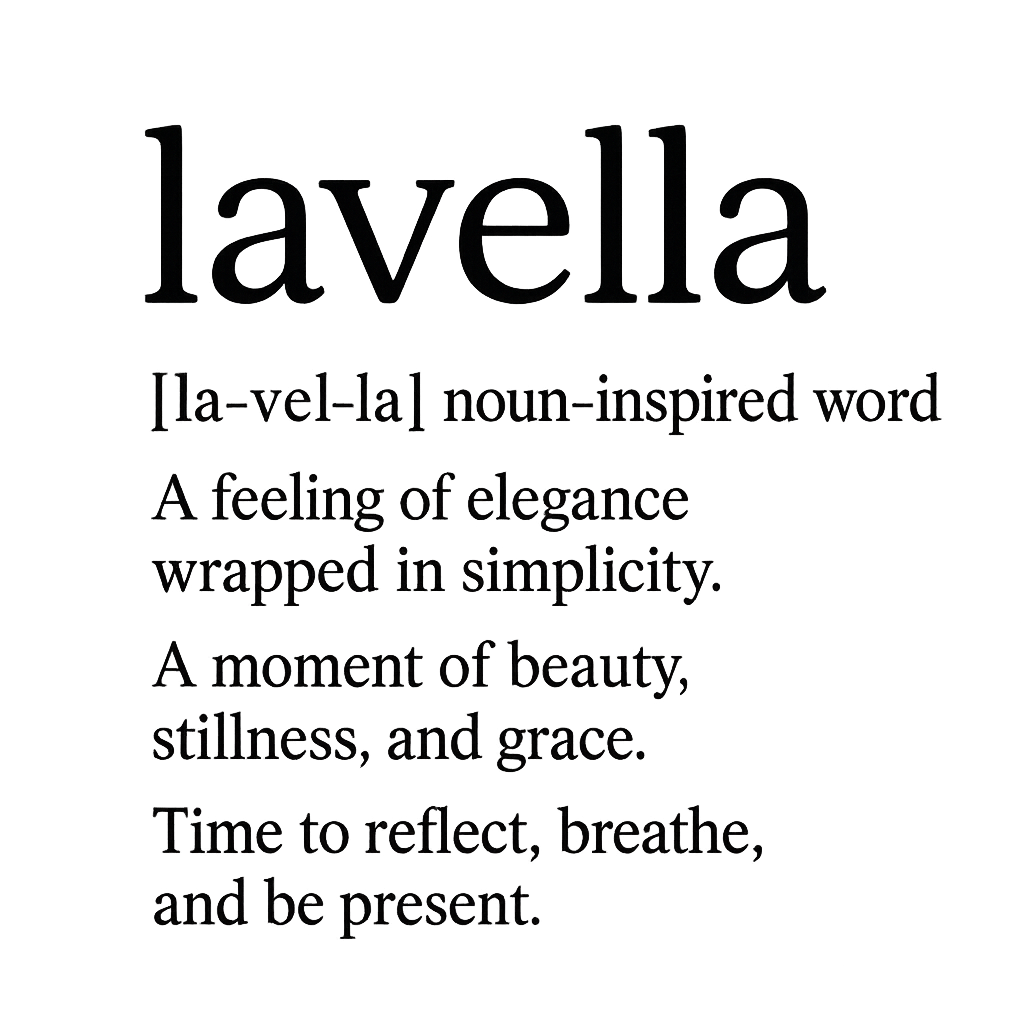 lavella
[la-vel-la] noun-inspired word
A feeling of elegance
wrapped in simplicity.
A moment of beauty,
stillness, and grace.
Time to reflect, breathe,
and be present.